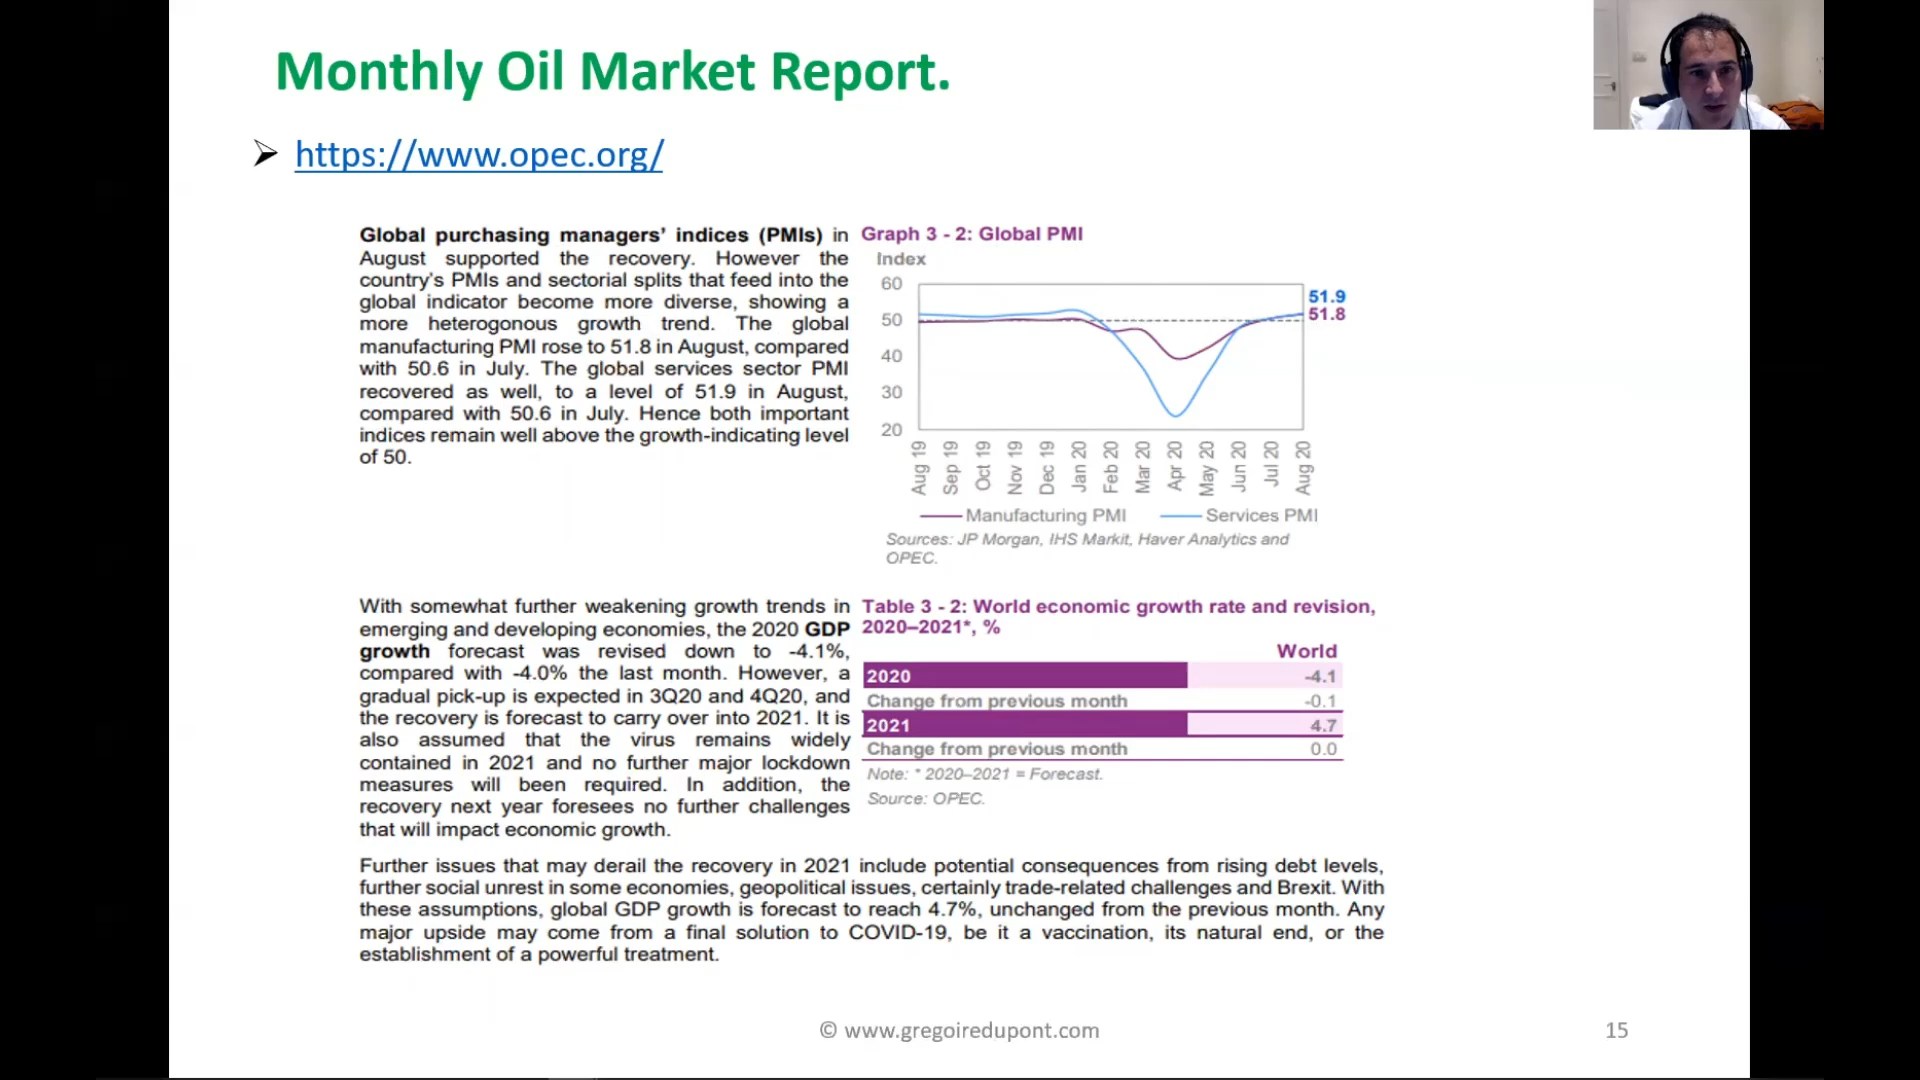 Monthly Oil Market Report.
➢ https://www.opec.org/
Global purchasing managers' indices (PMIs) in
August supported the recovery. However the
country's PMIs and sectorial splits that feed into the
global indicator become more diverse, showing a
more heterogonous growth trend. The global
manufacturing PMI rose to 51.8 in August, compared
with 50.6 in July. The global services sector PMI
recovered as well, to a level of 51.9 in August,
compared with 50.6 in July. Hence both important
indices remain well above the growth-indicating level
of 50.
Graph 3 - 2: Global PMI
Index
60
50
40
30
20
51.9
51.8
Aug 19
Sep 19
Oct 19
Nov 19
Dec 19
Jan 20
Feb 20
Mar 20
Apr 20
May 20
Jun 20
Jul 20
Aug 20
Manufacturing PMI Services PMI
Sources: JP Morgan, IHS Markit, Haver Analytics and
OPEC.
With somewhat further weakening growth trends in
emerging and developing economies, the 2020 GDP
growth forecast was revised down to -4.1%,
compared with -4.0% the last month. However, a
gradual pick-up is expected in 3Q20 and 4Q20, and
the recovery is forecast to carry over into 2021. It is
also assumed that the virus remains widely
contained in 2021 and no further major lockdown
measures will been required. In addition, the
recovery next year foresees no further challenges
that will impact economic growth.
Table 3 - 2: World economic growth rate and revision,
2020–2021*, %
World
2020 -4.1
Change from previous month -0.1
2021 4.7
Change from previous month 0.0
Note: * 2020–2021 = Forecast.
Source: OPEC.
Further issues that may derail the recovery in 2021 include potential consequences from rising debt levels,
further social unrest in some economies, geopolitical issues, certainly trade-related challenges and Brexit. With
these assumptions, global GDP growth is forecast to reach 4.7%, unchanged from the previous month. Any
major upside may come from a final solution to COVID-19, be it a vaccination, its natural end, or the
establishment of a powerful treatment.
© www.gregoiredupont.com
15